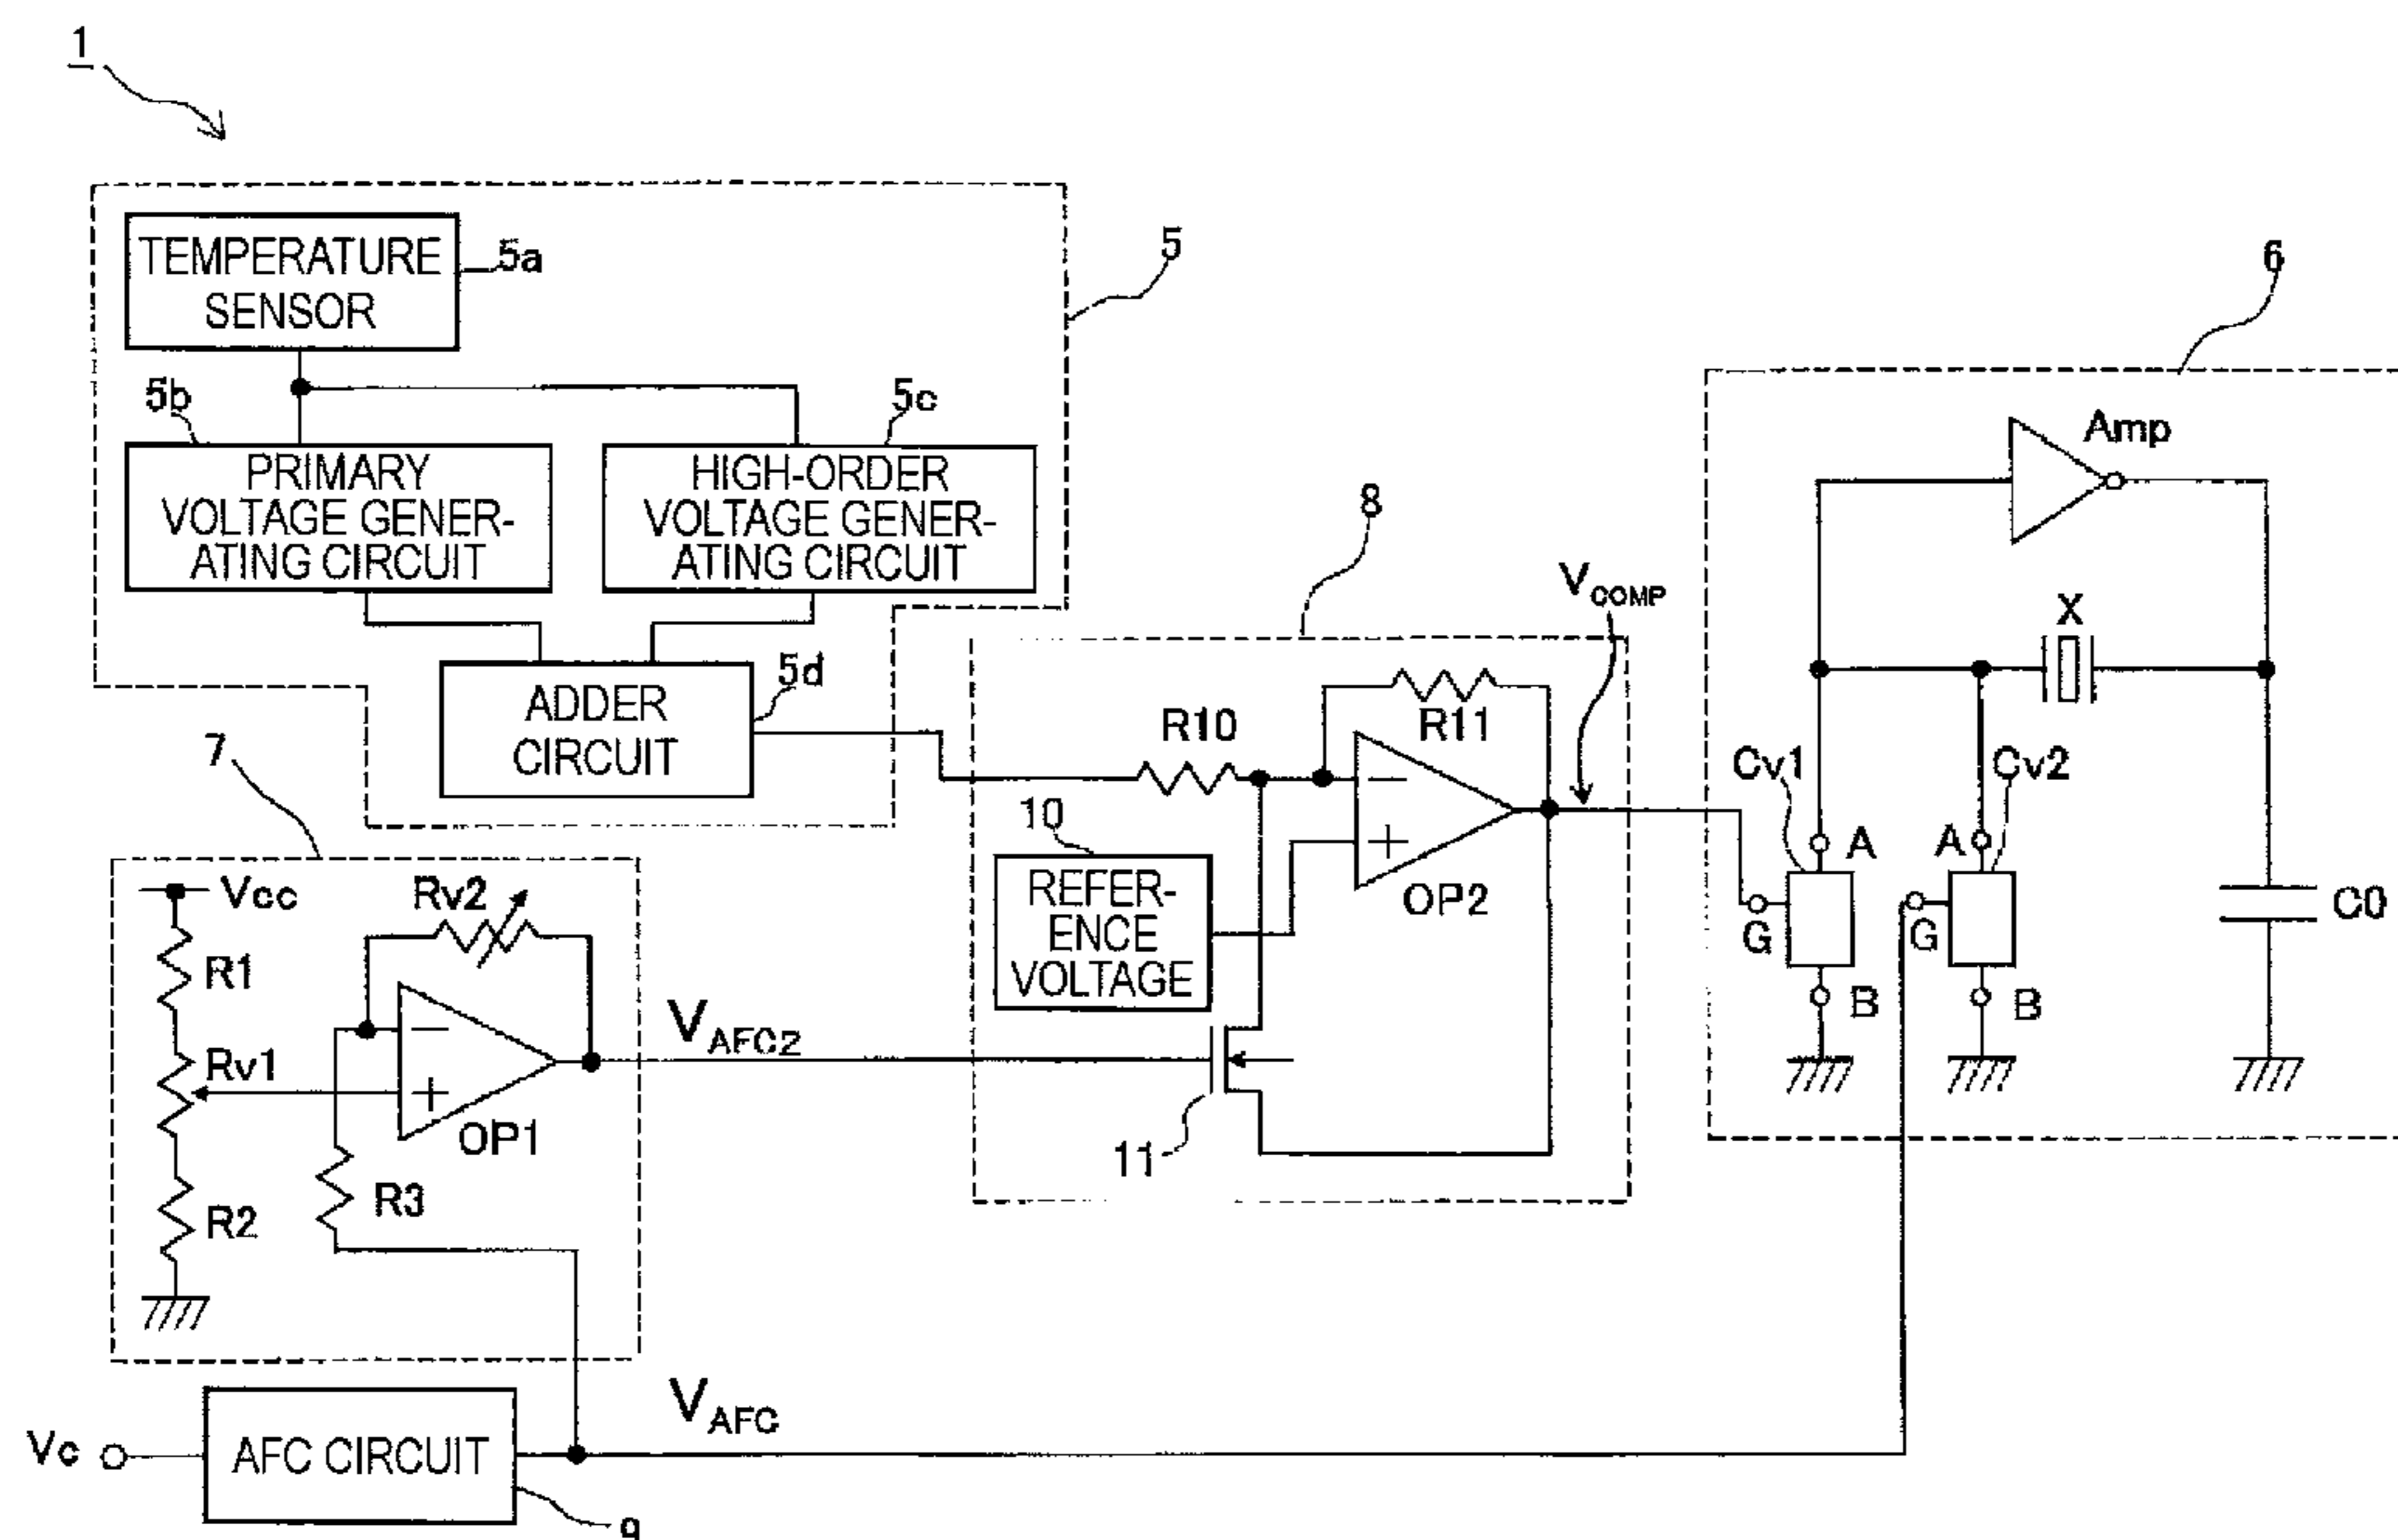 1
TEMPERATURE
SENSOR
5a
5
5b
5c
PRIMARY
VOLTAGE GENER-
ATING CIRCUIT
HIGH-ORDER
VOLTAGE GENER-
ATING CIRCUIT
ADDER
CIRCUIT
5d
6
Amp
X
Cv1
Cv2
A
A
G
G
B
B
C0
8
VCOMP
R10
R11
10
REFER-
ENCE
VOLTAGE
OP2
11
7
Vcc
Rv2
R1
Rv1
OP1
R2
R3
VAFC2
VAFC
Vc
AFC CIRCUIT
9